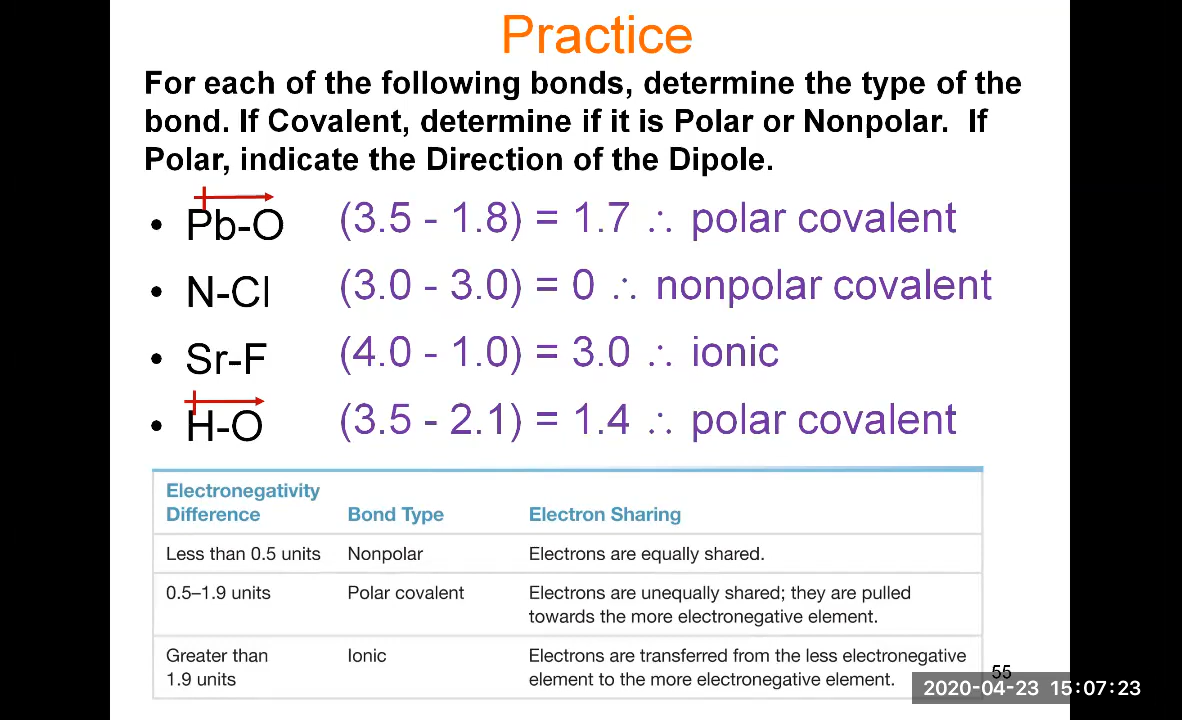 Practice
For each of the following bonds, determine the type of the
bond. If Covalent, determine if it is Polar or Nonpolar.  If
Polar, indicate the Direction of the Dipole.
• Pb-O (3.5 - 1.8) = 1.7 ∴ polar covalent
• N-Cl (3.0 - 3.0) = 0 ∴ nonpolar covalent
• Sr-F (4.0 - 1.0) = 3.0 ∴ ionic
• H-O (3.5 - 2.1) = 1.4 ∴ polar covalent
Electronegativity
Difference Bond Type Electron Sharing
Less than 0.5 units Nonpolar Electrons are equally shared.
0.5–1.9 units Polar covalent Electrons are unequally shared; they are pulled
towards the more electronegative element.
Greater than Ionic Electrons are transferred from the less electronegative
1.9 units element to the more electronegative element.
55
2020-04-23 15:07:23